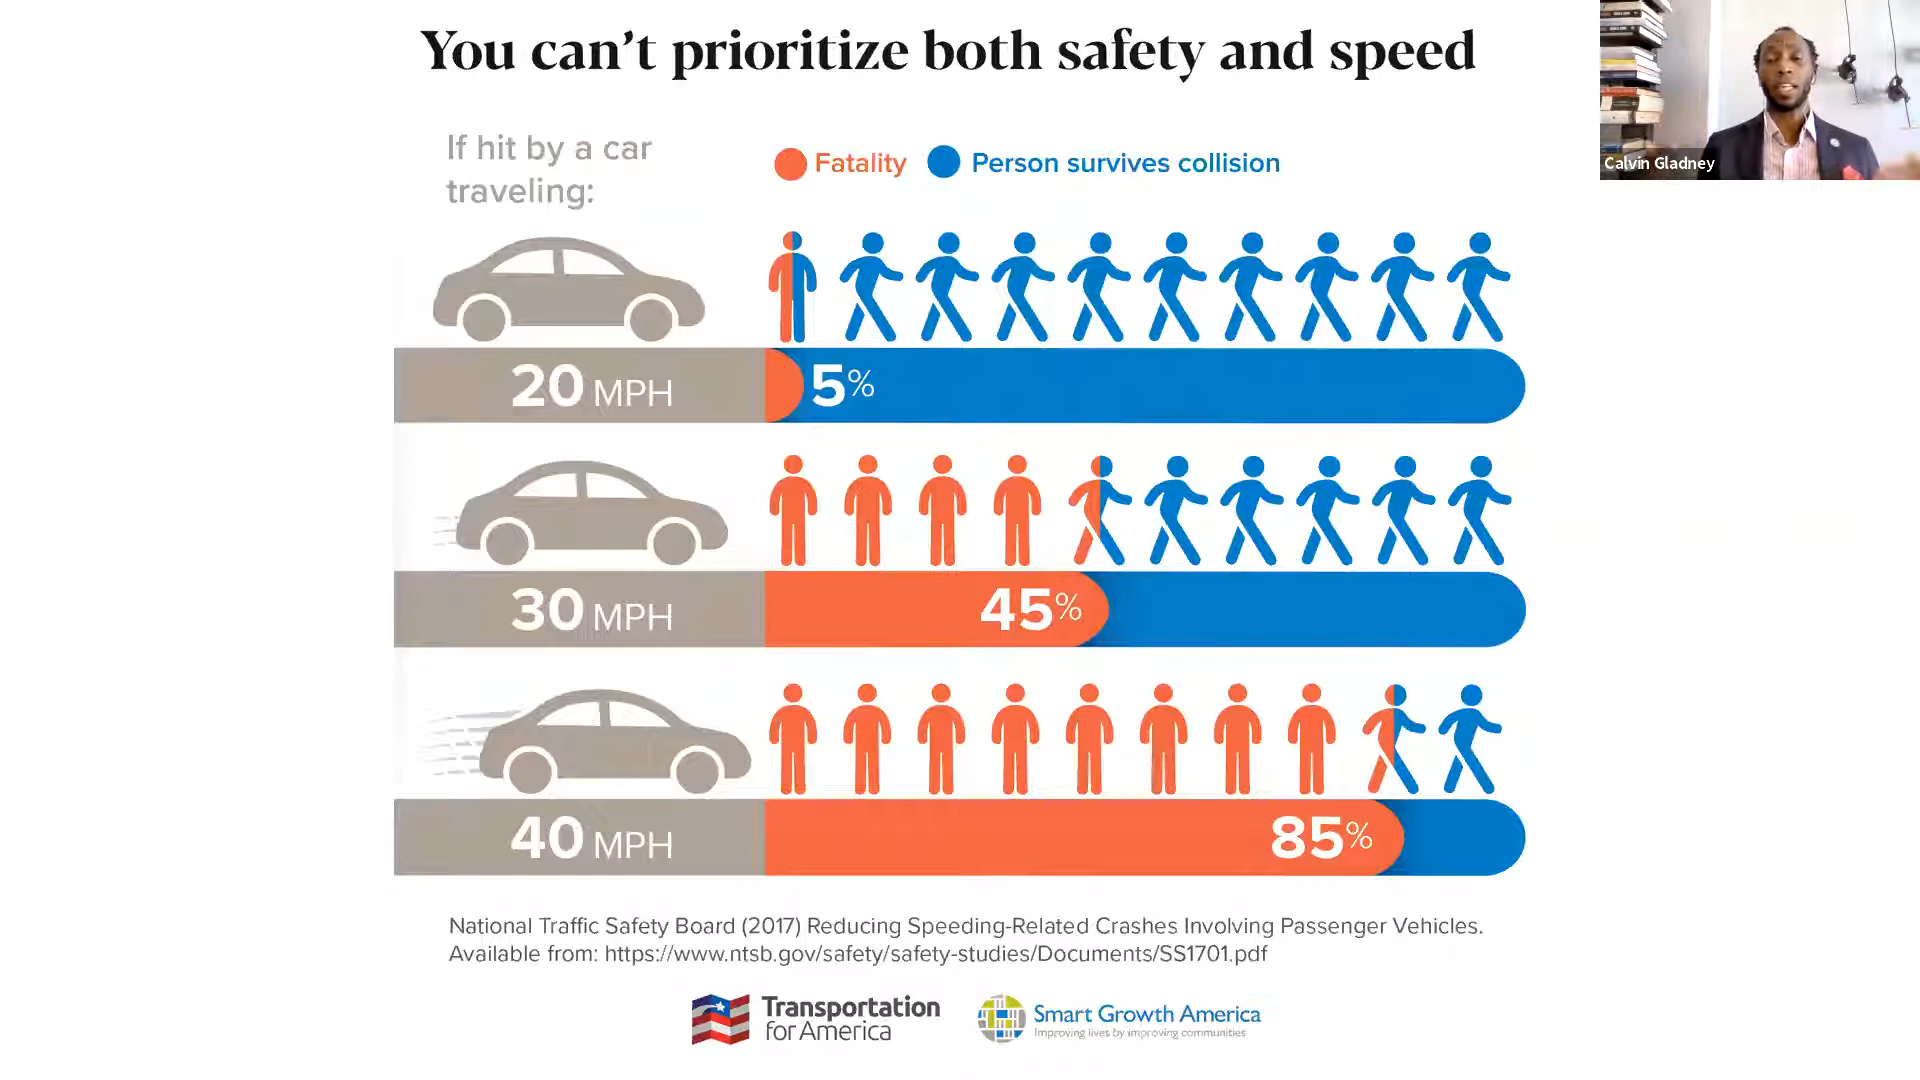 You can't prioritize both safety and speed
Calvin Gladney
If hit by a car
traveling:
Fatality
Person survives collision
20 MPH
5%
30 MPH
45%
40 MPH
85%
National Traffic Safety Board (2017) Reducing Speeding-Related Crashes Involving Passenger Vehicles.
Available from: https://www.ntsb.gov/safety/safety-studies/Documents/SS1701.pdf
Transportation
for America
Smart Growth America
Improving lives by improving communities